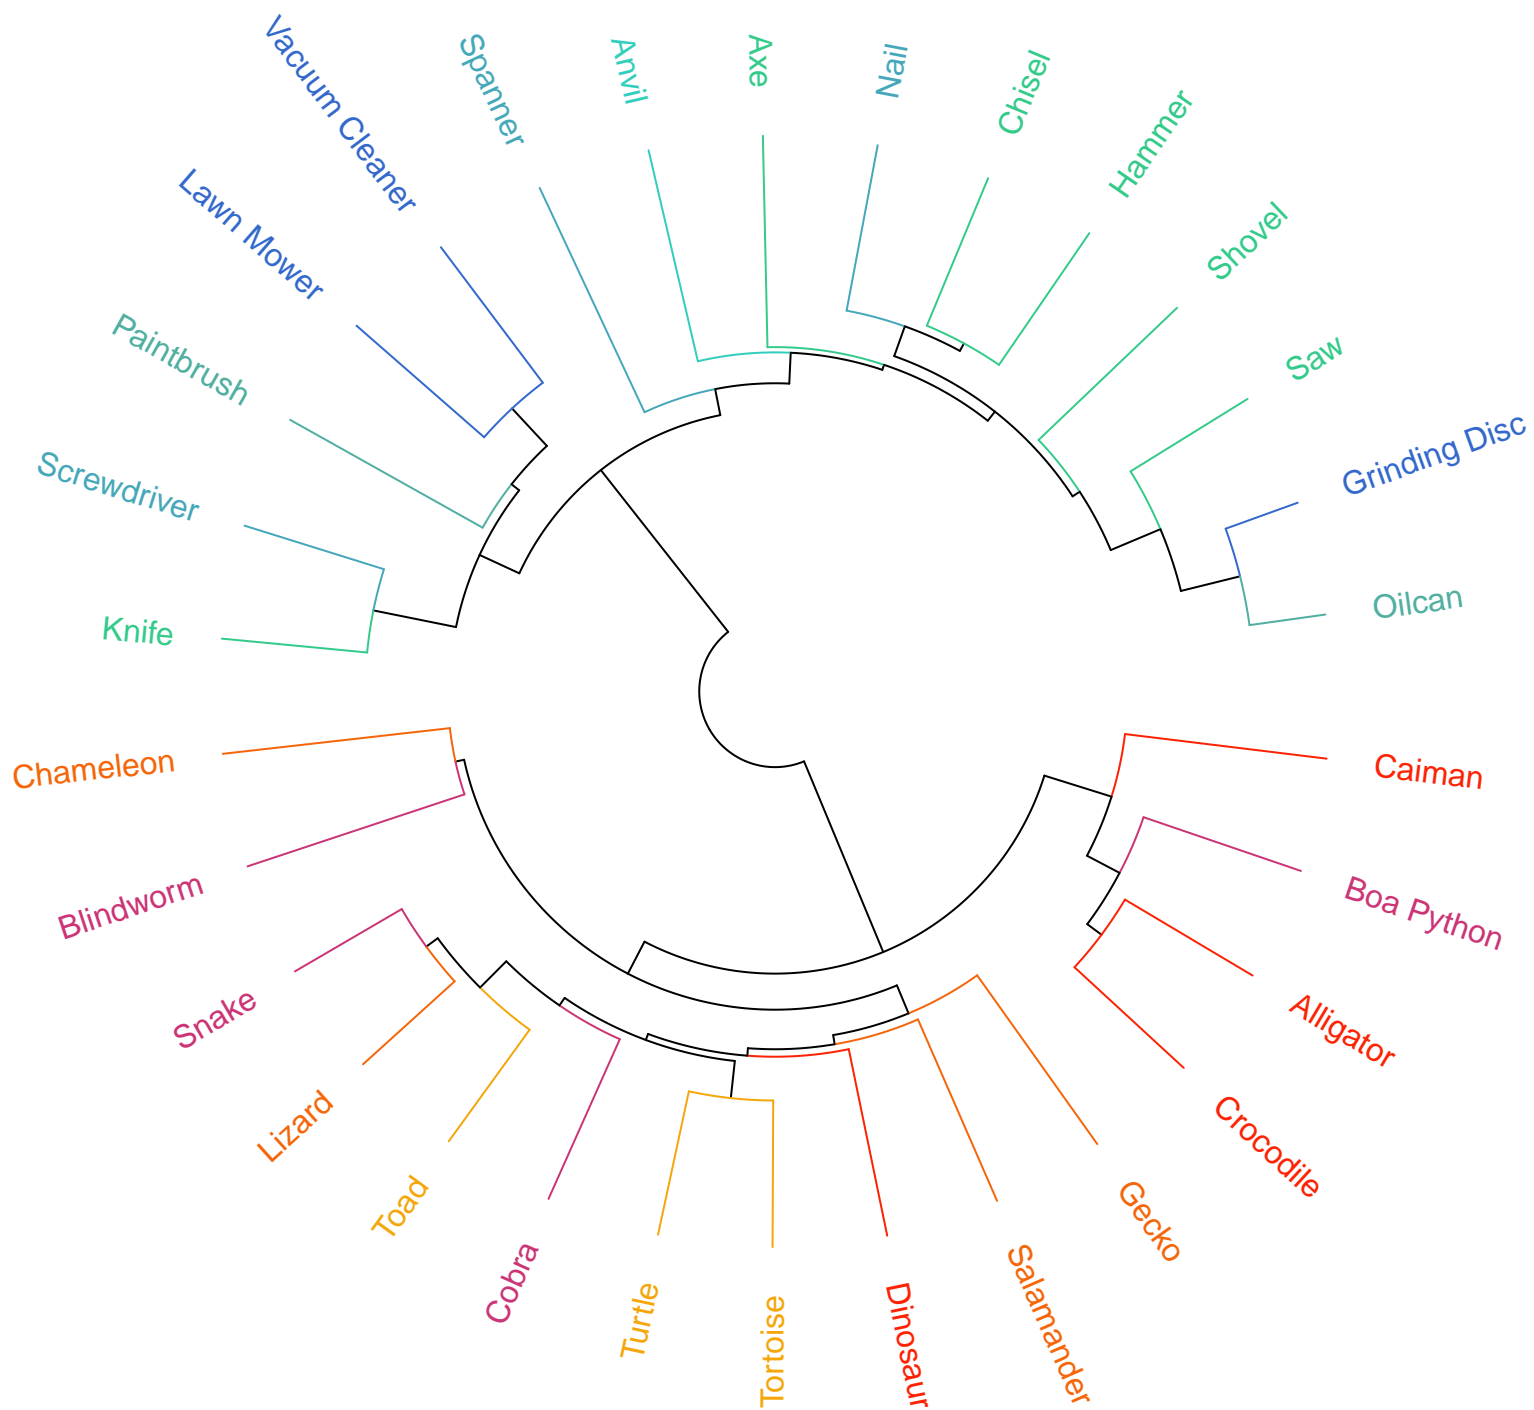 Vacuum Cleaner
Spanner
Anvil
Axe
Nail
Chisel
Hammer
Shovel
Saw
Grinding Disc
Oilcan
Lawn Mower
Paintbrush
Screwdriver
Knife
Chameleon
Blindworm
Snake
Lizard
Toad
Cobra
Turtle
Tortoise
Dinosaur
Salamander
Gecko
Crocodile
Alligator
Boa Python
Caiman